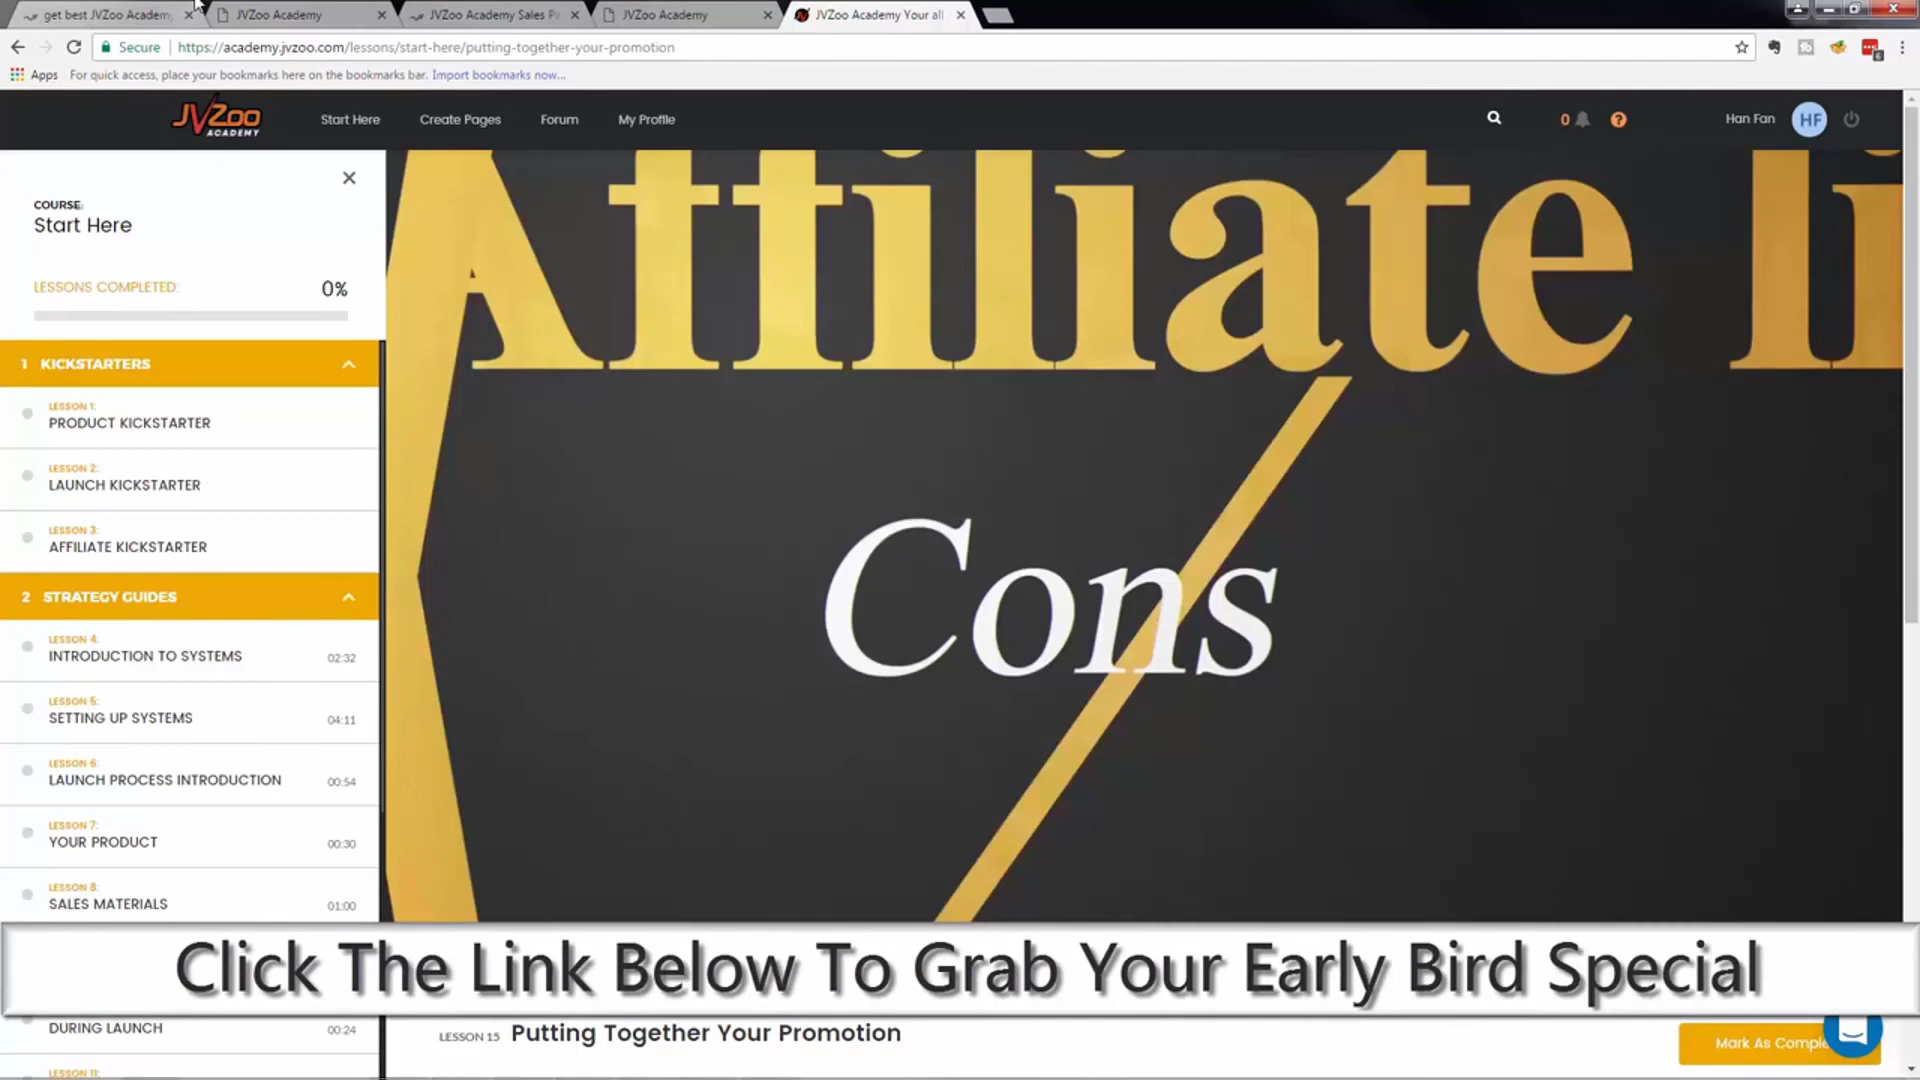 get best JVZoo Academy
JVZoo Academy
JVZoo Academy Sales Pa
JVZoo Academy
JVZoo Academy Your all
Secure
https://academy.jvzoo.com/lessons/start-here/putting-together-your-promotion
Apps
For quick access, place your bookmarks here on the bookmarks bar. Import bookmarks now...
JVZoo
ACADEMY
Start Here
Create Pages
Forum
My Profile
0
?
Han Fan
HF
COURSE:
Start Here
LESSONS COMPLETED:
0%
1 KICKSTARTERS
LESSON 1:
PRODUCT KICKSTARTER
LESSON 2:
LAUNCH KICKSTARTER
LESSON 3:
AFFILIATE KICKSTARTER
2 STRATEGY GUIDES
LESSON 4:
INTRODUCTION TO SYSTEMS
02:32
LESSON 5:
SETTING UP SYSTEMS
04:11
LESSON 6:
LAUNCH PROCESS INTRODUCTION
00:54
LESSON 7:
YOUR PRODUCT
00:30
LESSON 8:
SALES MATERIALS
01:00
Affiliate li
Cons
Click The Link Below To Grab Your Early Bird Special
DURING LAUNCH
00:24
LESSON 11:
LESSON 15 Putting Together Your Promotion
Mark As Comple